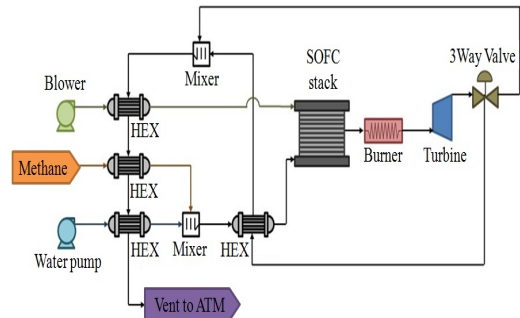 3Way Valve
SOFC
stack
Mixer
Blower
HEX
Burner
Turbine
Methane
HEX
Water pump
HEX
Mixer
HEX
Vent to ATM